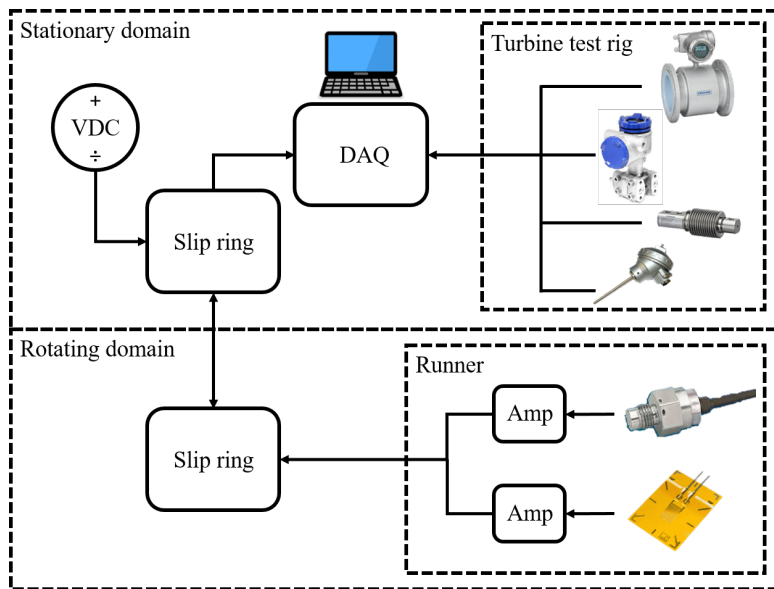 Stationary domain
Turbine test rig
+
VDC
÷
DAQ
Slip ring
Rotating domain
Runner
Amp
Slip ring
Amp